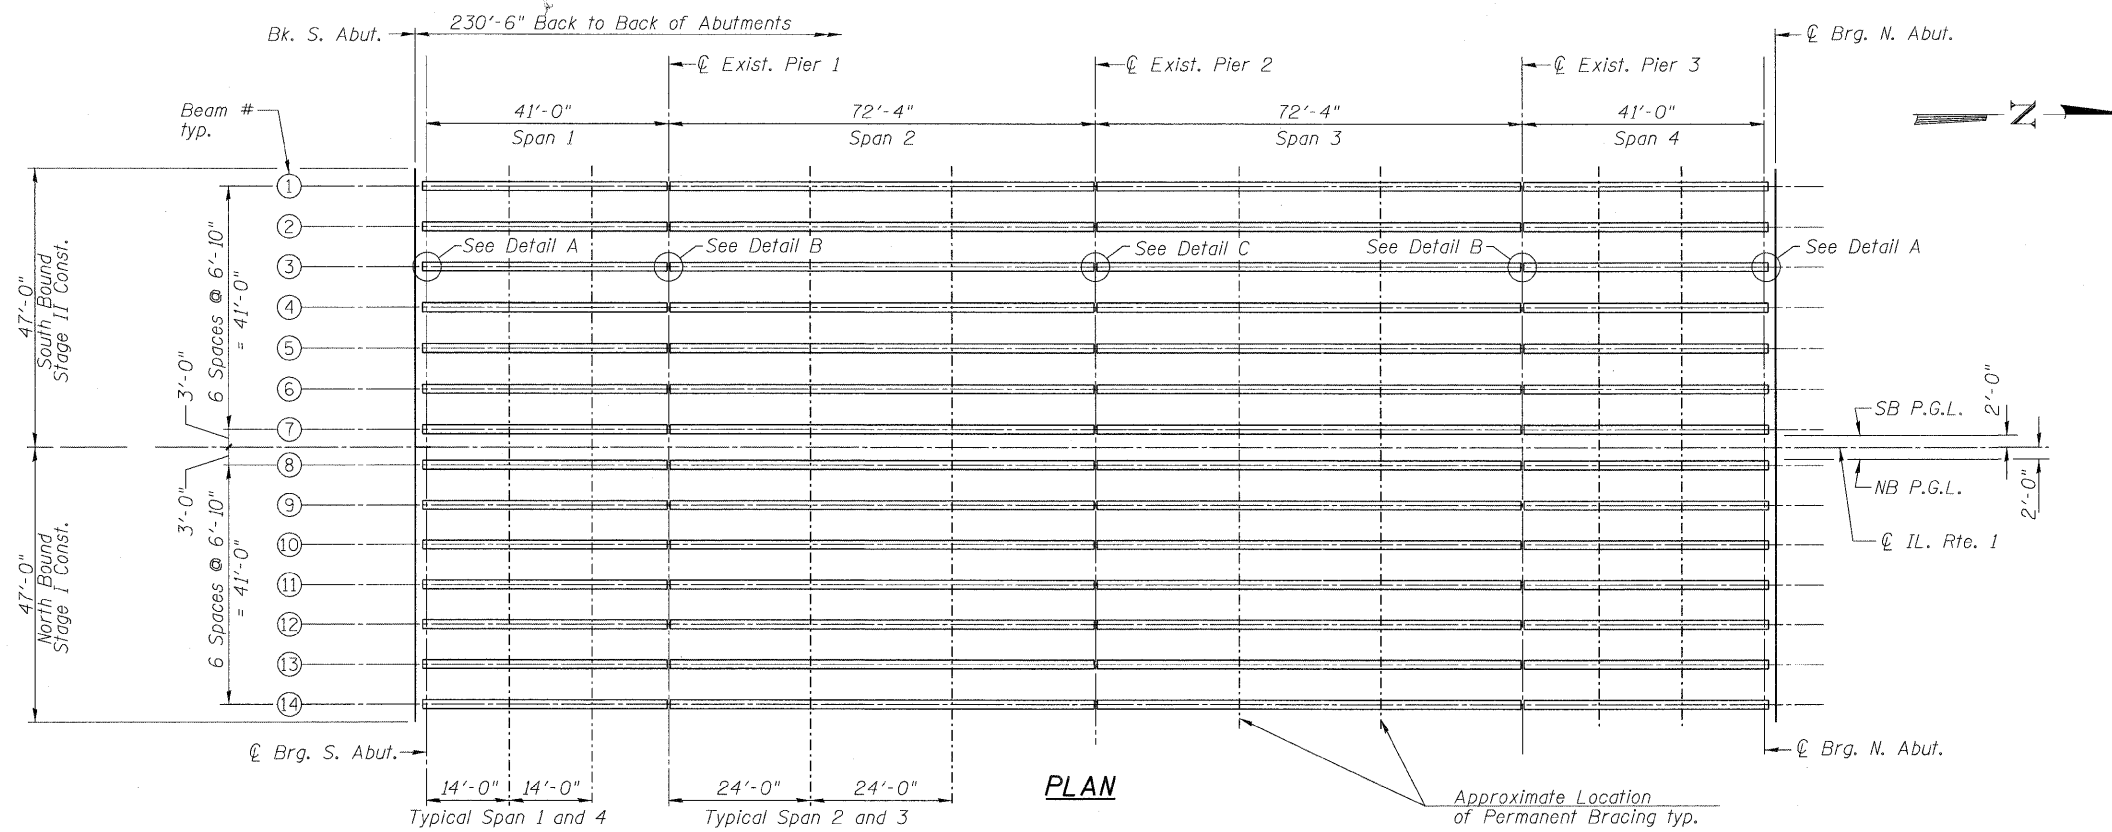 230'-6" Back to Back of Abutments
Bk. S. Abut.
℄ Brg. N. Abut.
℄ Exist. Pier 1
℄ Exist. Pier 2
℄ Exist. Pier 3
Beam #
typ.
41'-0"
72'-4"
72'-4"
41'-0"
Span 1
Span 2
Span 3
Span 4
N
1
2
See Detail A
See Detail B
See Detail C
See Detail B
See Detail A
3
4
5
6
7
8
9
10
11
12
13
14
47'-0"
South Bound
Stage II Const.
6 Spaces @ 6'-10"
= 41'-0"
3'-0"
3'-0"
47'-0"
North Bound
Stage I Const.
6 Spaces @ 6'-10"
= 41'-0"
SB P.G.L.
2'-0"
NB P.G.L.
2'-0"
℄ IL. Rte. 1
℄ Brg. S. Abut.
℄ Brg. N. Abut.
14'-0"
14'-0"
24'-0"
24'-0"
Typical Span 1 and 4
Typical Span 2 and 3
PLAN
Approximate Location
of Permanent Bracing typ.